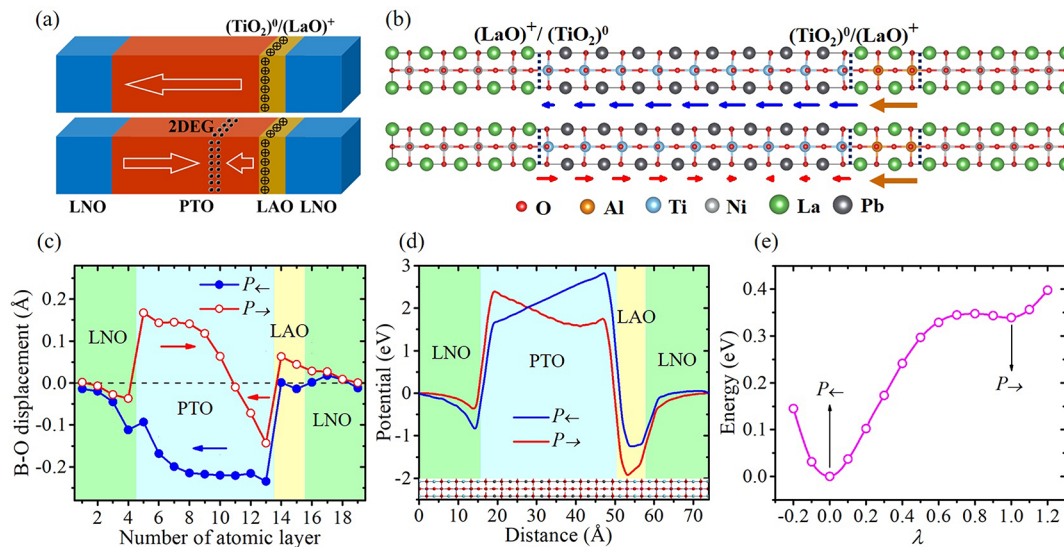 (a)
(TiO₂)⁰/(LaO)⁺
2DEG
LNO PTO LAO LNO
(b)
(LaO)⁺/(TiO₂)⁰ (TiO₂)⁰/(LaO)⁺
O Al Ti Ni La Pb
(c)
B-O displacement (Å)
0.2
0.1
0.0
-0.1
-0.2
P←
P→
LNO
LAO
PTO
LNO
2 4 6 8 10 12 14 16 18
Number of atomic layer
(d)
Potential (eV)
3
2
1
0
-1
-2
LNO
PTO
LAO
LNO
P←
P→
0 10 20 30 40 50 60 70
Distance (Å)
(e)
Energy (eV)
0.4
0.3
0.2
0.1
0.0
P←
P→
-0.2 0.0 0.2 0.4 0.6 0.8 1.0 1.2
λ